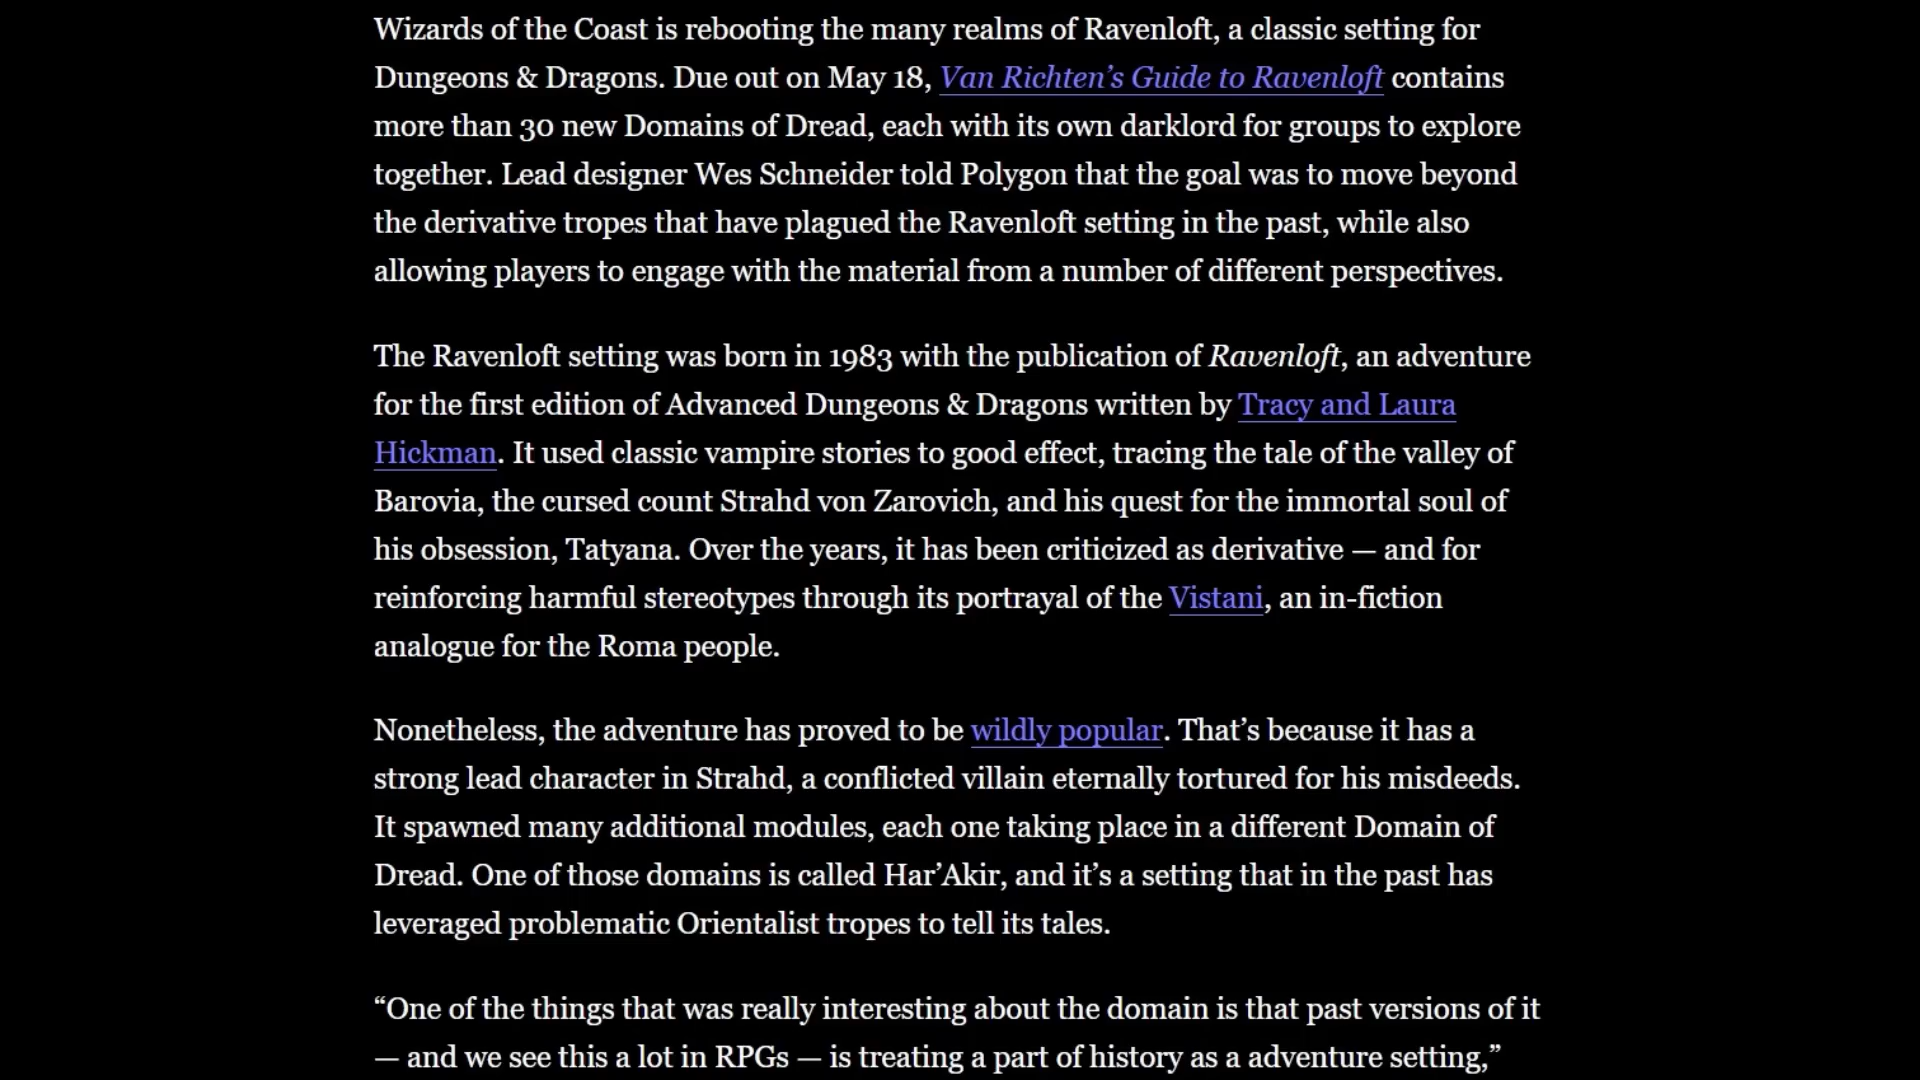 Wizards of the Coast is rebooting the many realms of Ravenloft, a classic setting for
Dungeons & Dragons. Due out on May 18, Van Richten’s Guide to Ravenloft contains
more than 30 new Domains of Dread, each with its own darklord for groups to explore
together. Lead designer Wes Schneider told Polygon that the goal was to move beyond
the derivative tropes that have plagued the Ravenloft setting in the past, while also
allowing players to engage with the material from a number of different perspectives.
The Ravenloft setting was born in 1983 with the publication of Ravenloft, an adventure
for the first edition of Advanced Dungeons & Dragons written by Tracy and Laura
Hickman. It used classic vampire stories to good effect, tracing the tale of the valley of
Barovia, the cursed count Strahd von Zarovich, and his quest for the immortal soul of
his obsession, Tatyana. Over the years, it has been criticized as derivative — and for
reinforcing harmful stereotypes through its portrayal of the Vistani, an in-fiction
analogue for the Roma people.
Nonetheless, the adventure has proved to be wildly popular. That’s because it has a
strong lead character in Strahd, a conflicted villain eternally tortured for his misdeeds.
It spawned many additional modules, each one taking place in a different Domain of
Dread. One of those domains is called Har’Akir, and it’s a setting that in the past has
leveraged problematic Orientalist tropes to tell its tales.
“One of the things that was really interesting about the domain is that past versions of it
— and we see this a lot in RPGs — is treating a part of history as a adventure setting,”